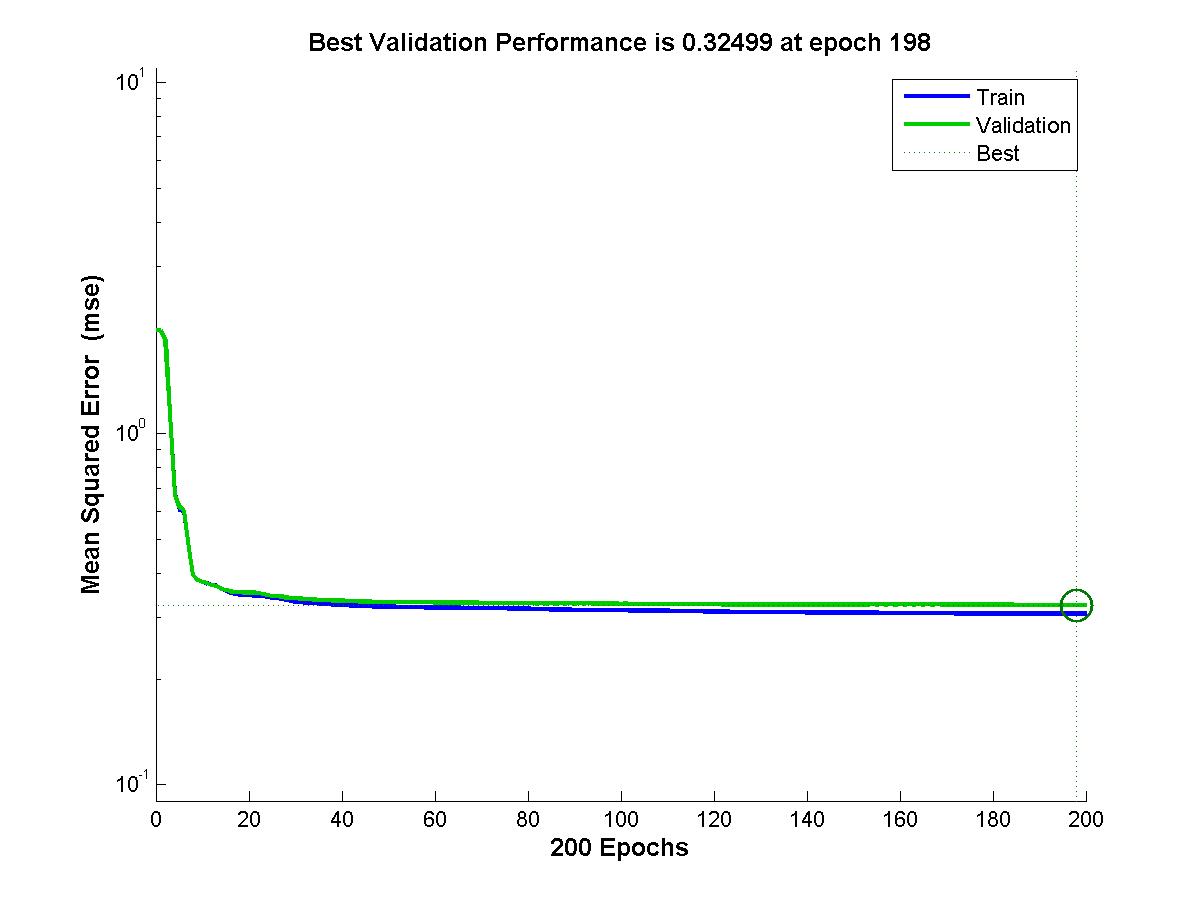 Best Validation Performance is 0.32499 at epoch 198
Train
Validation
Best
Mean Squared Error (mse)
10^1
10^0
10^-1
0 20 40 60 80 100 120 140 160 180 200
200 Epochs